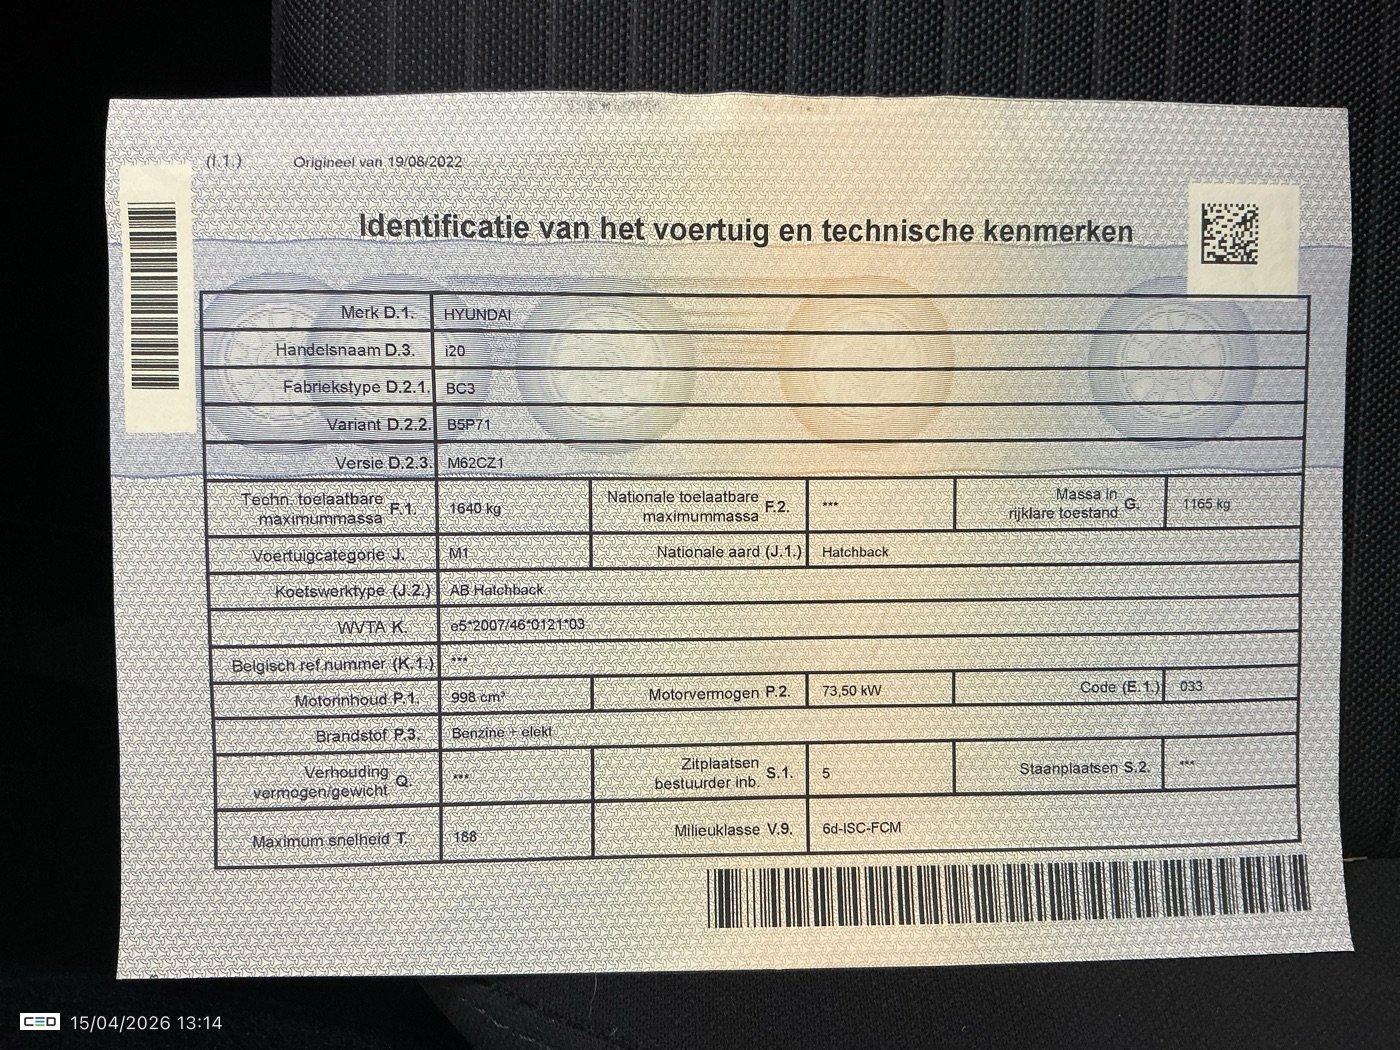 (I.1.) Origineel van 19/08/2022
Identificatie van het voertuig en technische kenmerken
Merk D.1. HYUNDAI
Handelsnaam D.3. i20
Fabriekstype D.2.1. BC3
Variant D.2.2. B5P71
Versie D.2.3. M62CZ1
Techn. toelaatbare maximummassa F.1. 1640 kg Nationale toelaatbare maximummassa F.2. *** Massa in rijklare toestand G. 1165 kg
Voertuigcategorie J. M1 Nationale aard (J.1.) Hatchback
Koetswerktype (J.2.) AB Hatchback
WVTA K. e5*2007/46*0121*03
Belgisch ref.nummer (K.1.) ***
Motorinhoud P.1. 998 cm³ Motorvermogen P.2. 73,50 kW Code (E.1.) 033
Brandstof P.3. Benzine + elekt
Verhouding vermogen/gewicht Q. *** Zitplaatsen bestuurder inb. S.1. 5 Staanplaatsen S.2. ***
Maximum snelheid T. 188 Milieuklasse V.9. 6d-ISC-FCM
CED 15/04/2026 13:14